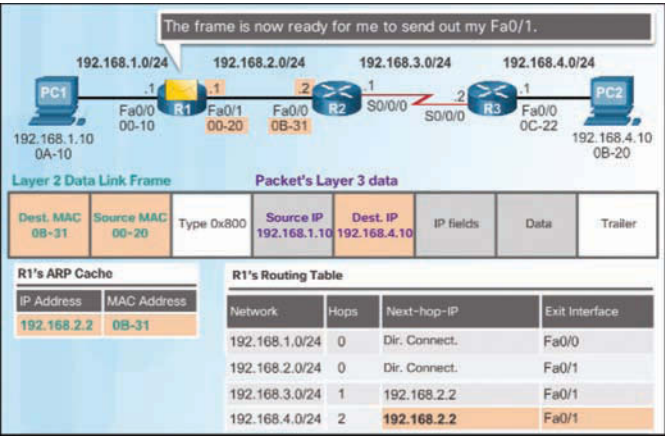 The frame is now ready for me to send out my Fa0/1.
192.168.1.0/24 192.168.2.0/24 192.168.3.0/24 192.168.4.0/24
PC1 .1 R1 .1 .2 R2 .1 .2 R3 .1 PC2
Fa0/0 Fa0/1 Fa0/0 S0/0/0 S0/0/0 Fa0/0
00-10 00-20 0B-31 0C-22
192.168.1.10 192.168.4.10
0A-10 0B-20
Layer 2 Data Link Frame Packet's Layer 3 data
Dest. MAC Source MAC Type 0x800 Source IP Dest. IP IP fields Data Trailer
0B-31 00-20 192.168.1.10 192.168.4.10
R1's ARP Cache
IP Address MAC Address
192.168.2.2 0B-31
R1's Routing Table
Network Hops Next-hop-IP Exit Interface
192.168.1.0/24 0 Dir. Connect. Fa0/0
192.168.2.0/24 0 Dir. Connect. Fa0/1
192.168.3.0/24 1 192.168.2.2 Fa0/1
192.168.4.0/24 2 192.168.2.2 Fa0/1